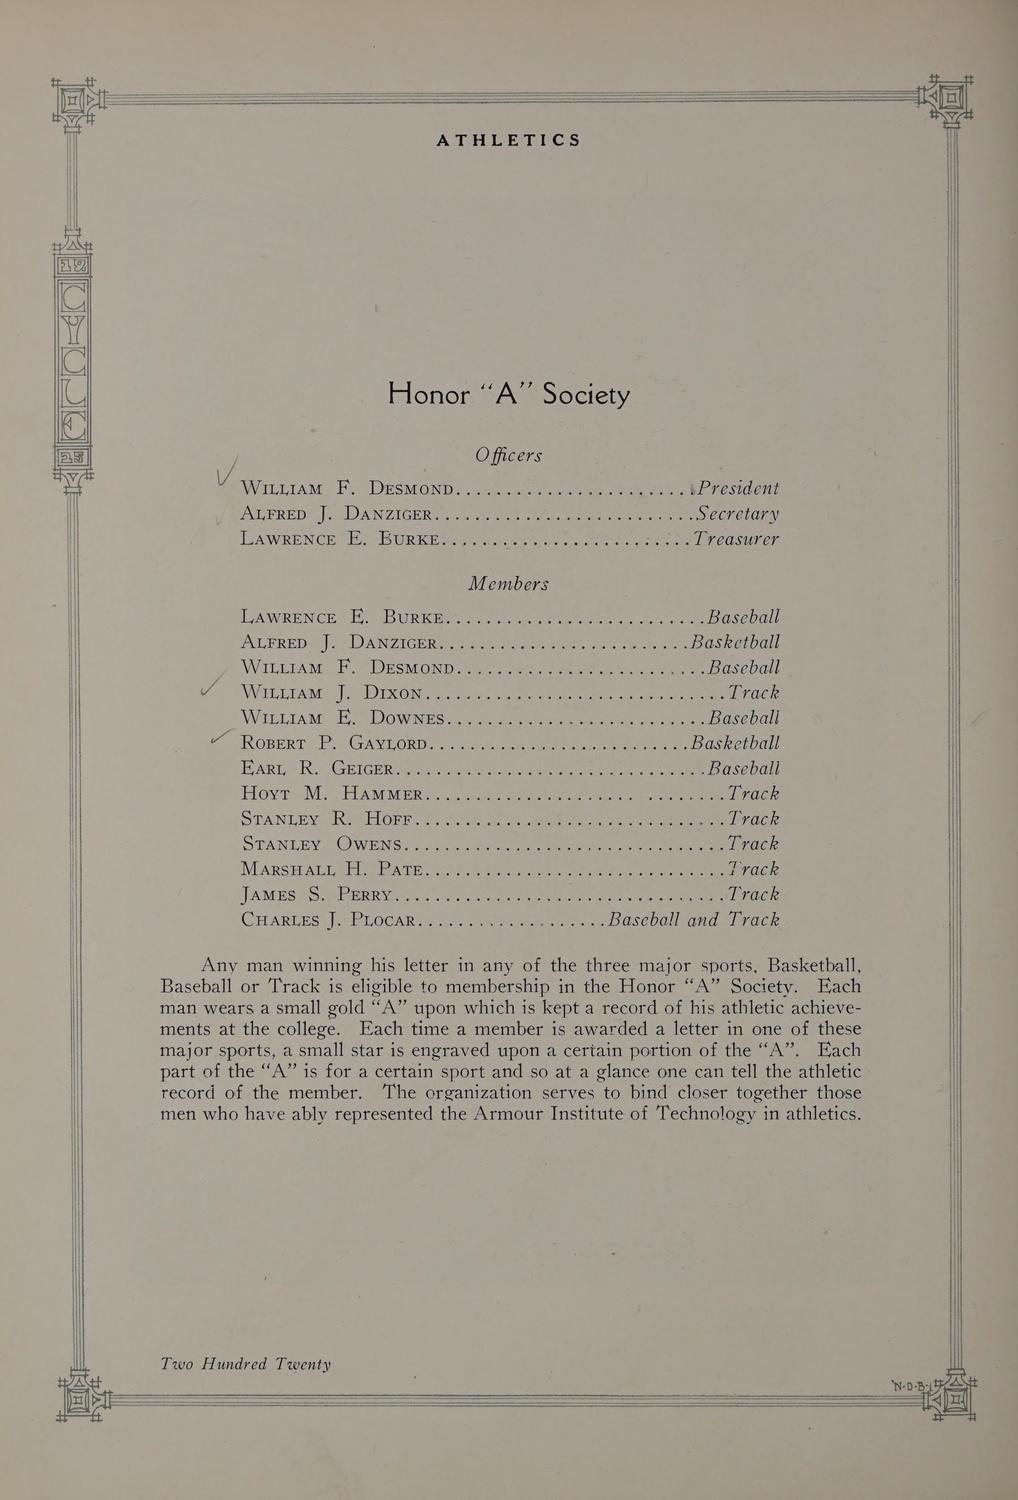 ATHLETICS
19
CYCLE
25
Honor “A” Society
Officers
WILLIAM F. DESMOND..........................President
ALFRED J. DANZIGER..............................Secretary
LAWRENCE E. BURKE.............................Treasurer
Members
LAWRENCE E. BURKE..............................Baseball
ALFRED J. DANZIGER.............................Basketball
WILLIAM F. DESMOND.............................Baseball
WILLIAM J. DIXON...................................Track
WILLIAM E. DOWNES..............................Baseball
ROBERT P. GAYLORD..............................Basketball
EARL R. GEIGER....................................Baseball
HOYT M. HAMMER...................................Track
STANLEY R. HOFF.....................................Track
STANLEY OWENS......................................Track
MARSHALL H. PATE...................................Track
JAMES S. PERRY.......................................Track
CHARLES J. PLOCAR......................Baseball and Track
Any man winning his letter in any of the three major sports, Basketball,
Baseball or Track is eligible to membership in the Honor “A” Society. Each
man wears a small gold “A” upon which is kept a record of his athletic achieve-
ments at the college. Each time a member is awarded a letter in one of these
major sports, a small star is engraved upon a certain portion of the “A”. Each
part of the “A” is for a certain sport and so at a glance one can tell the athletic
record of the member. The organization serves to bind closer together those
men who have ably represented the Armour Institute of Technology in athletics.
Two Hundred Twenty